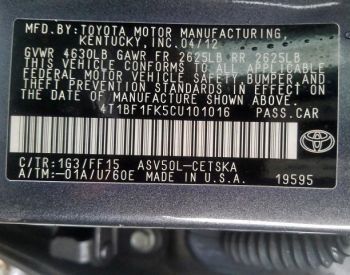 MFD.BY: TOYOTA MOTOR MANUFACTURING,
KENTUCKY,INC.04/12
GVWR 4630LB GAWR FR 2625LB RR 2625LB
THIS VEHICLE CONFORMS TO ALL APPLICABLE
FEDERAL MOTOR VEHICLE SAFETY, BUMPER, AND
THEFT PREVENTION STANDARDS IN EFFECT ON
THE DATE OF MANUFACTURE SHOWN ABOVE.
4T1BF1FK5CU101016 PASS.CAR
C/TR:1G3/FF15 ASV50L-CETSKA
A/TM:-01A/U760E MADE IN U.S.A. 19595
TOYOTA